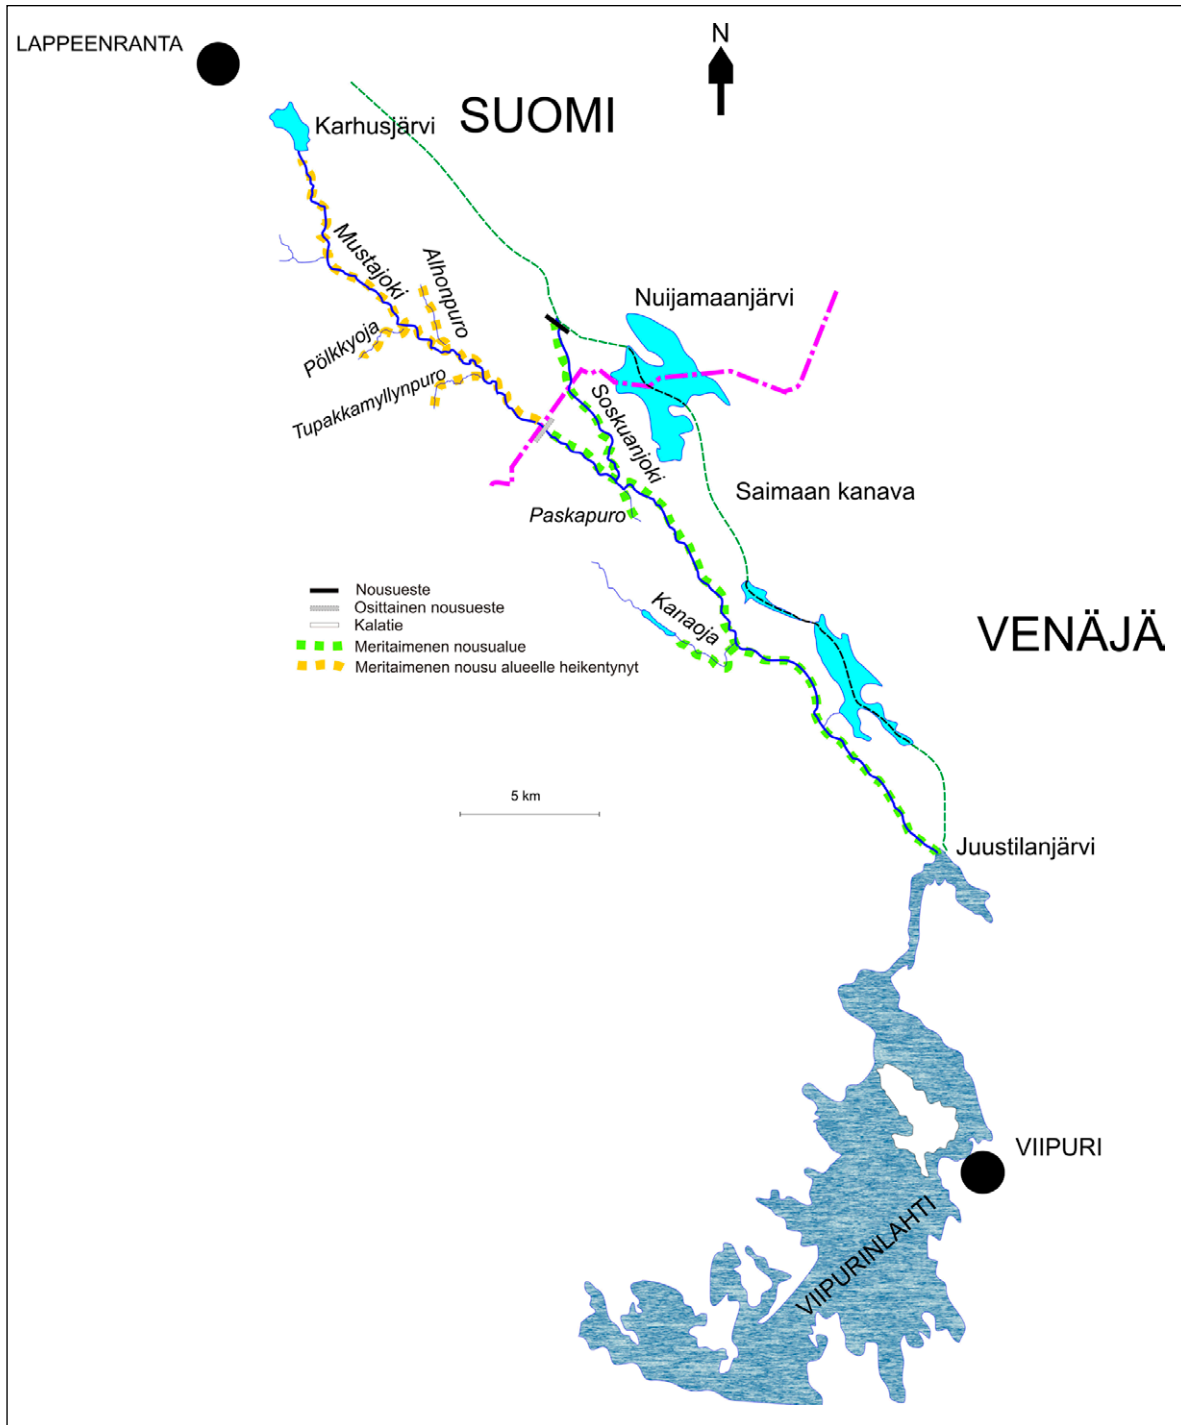 LAPPEENRANTA
N
SUOMI
Karhusjärvi
Mustajoki
Alhonpuro
Nuijamaanjärvi
Pölkkyoja
Tupakkamyllynpuro
Soskuanjoki
Saimaan kanava
Paskapuro
Nousueste
Osittainen nousueste
Kalatie
Meritaimenen nousualue
Meritaimenen nousu alueelle heikentynyt
Kanaoja
VENÄJÄ
5 km
Juustilanjärvi
VIIPURI
VIIPURINLAHTI